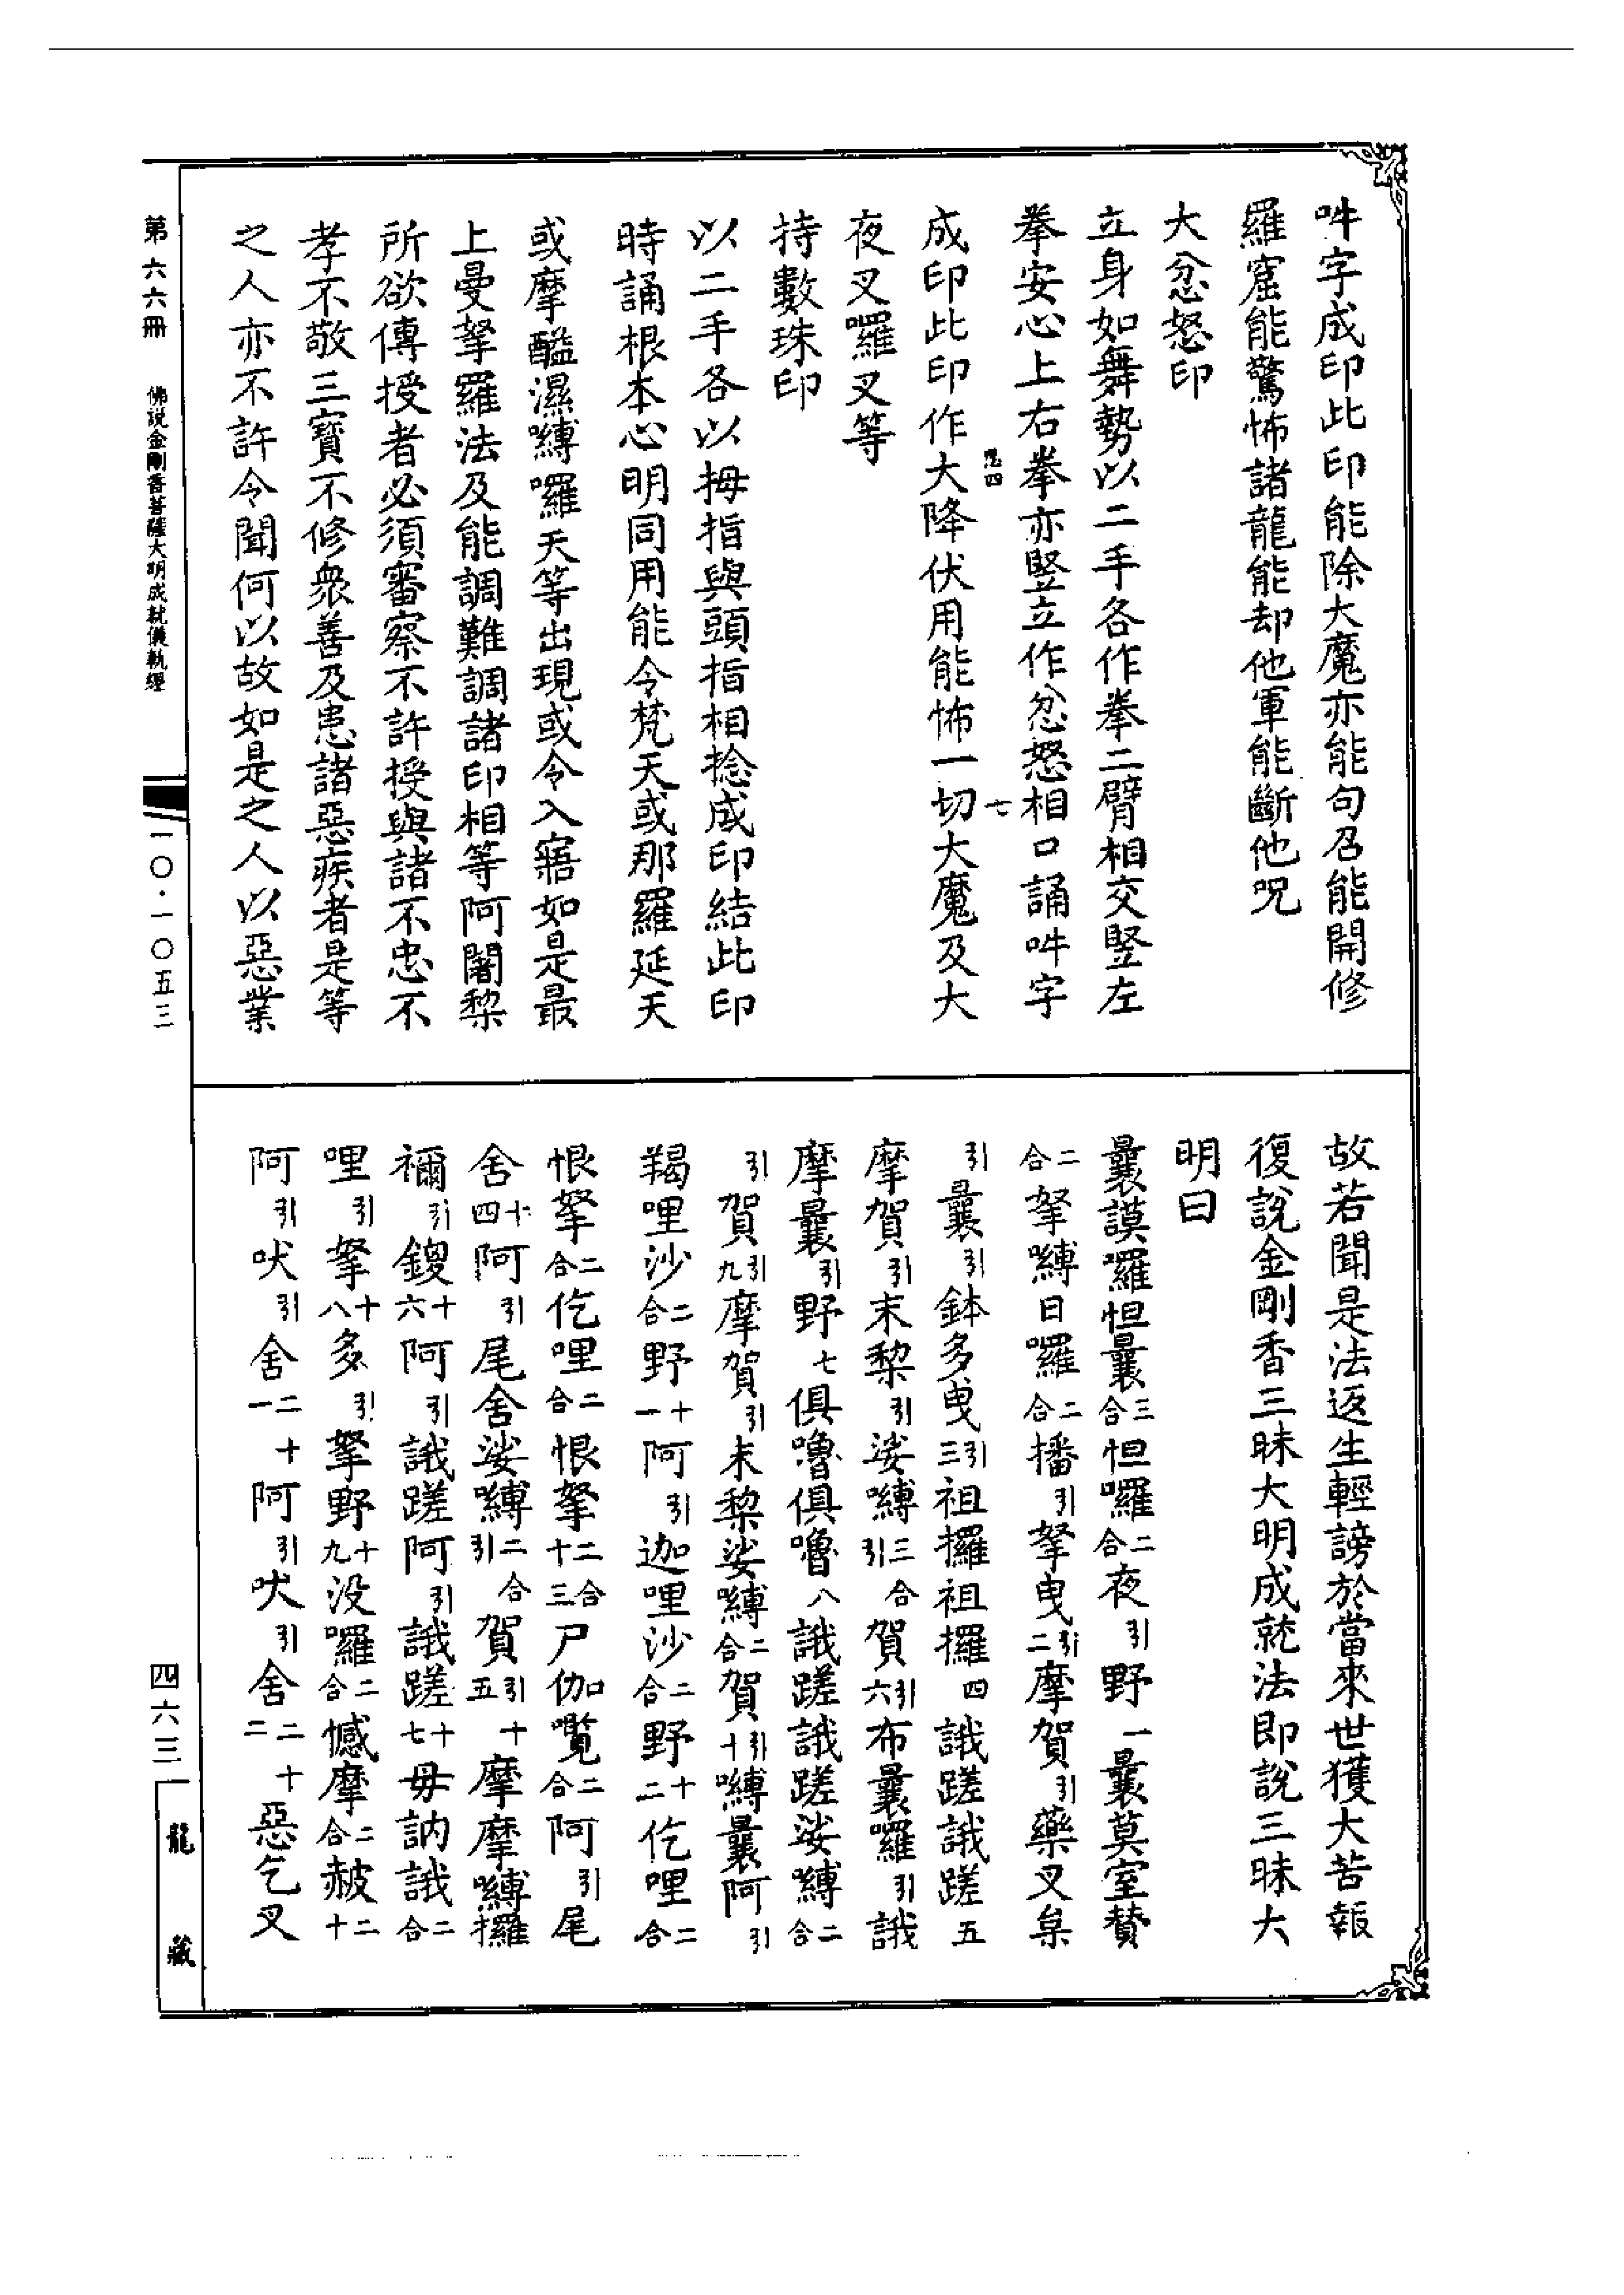 吽字成印此印能除大魔亦能句召能開修
羅窟能驚怖諸龍能却他軍能斷他呪
大忿怒印
立身如舞勢以二手各作拳二臂相交竪左
拳安心上右拳亦竪立作忿怒相口誦吽字
成印此印作大降伏用能怖一切大魔及大
夜叉囉叉等
持數珠印
以二手各以拇指與頭指相捻成印結此印
時誦根本心明同用能令梵天或那羅延天
或摩醯濕嚩囉天等出現或令入寤如是最
上曼拏羅法及能調難調諸印相等阿闍棃
所欲傳授者必須審察不許授與諸不忠不
孝不敬三寶不修衆善及患諸惡疾者是等
之人亦不許令聞何以故如是之人以惡業
七
故若聞是法返生輕謗於當來世獲大苦報
復說金剛香三昧大明成就法即說三昧大
明曰
曩謨囉怛曩三合怛囉二合夜引野一曩莫室賛
二合拏嚩日囉二合播引拏曳引二摩賀引藥叉枲
引曩引鉢多曳引三祖攞祖攞四誐蹉誐蹉五
摩賀引末棃引娑嚩三合引賀引六布曩囉引誐
摩曩引野七俱嚕俱嚕八誐蹉誐蹉娑嚩二合
引賀引九摩賀引末棃娑嚩二合賀引十嚩曩阿引
羯哩沙二合野十一阿引迦哩沙二合野十二仡哩二合
恨拏二合仡哩二合恨拏二合十三尸伽嚂二合阿引尾
舍十四阿引尾舍娑嚩二合引賀引十五摩摩嚩攞
禰引鍐十六阿引誐蹉阿引誐蹉十七毋訥誐二合
哩引拏十八多引拏野十九没囉二合憾摩二合赧二十
阿引吠引舍二十一阿引吠引舍二十二惡乞叉
第六六冊
佛說金剛香菩薩大明成就儀軌經
一〇·一〇五三
四六三
龍藏